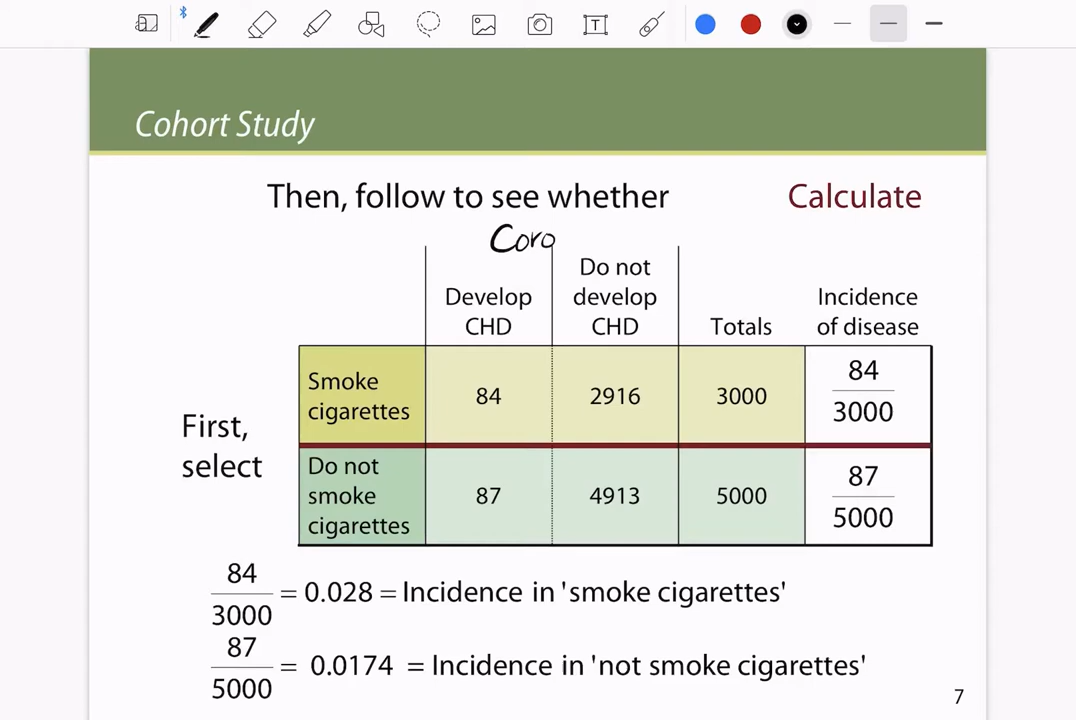 T
Cohort Study
Then, follow to see whether
Calculate
Coro
Develop
CHD
Do not
develop
CHD
Totals
Incidence
of disease
First,
select
Smoke
cigarettes
84
2916
3000
84
3000
Do not
smoke
cigarettes
87
4913
5000
87
5000
84
3000
= 0.028 = Incidence in 'smoke cigarettes'
87
5000
= 0.0174 = Incidence in 'not smoke cigarettes'
7